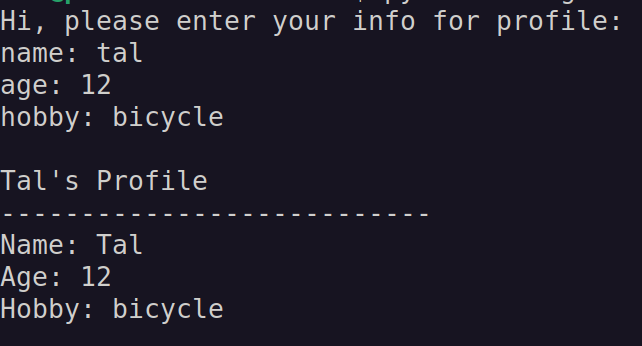 Hi, please enter your info for profile:
name: tal
age: 12
hobby: bicycle

Tal's Profile
---------------------------
Name: Tal
Age: 12
Hobby: bicycle